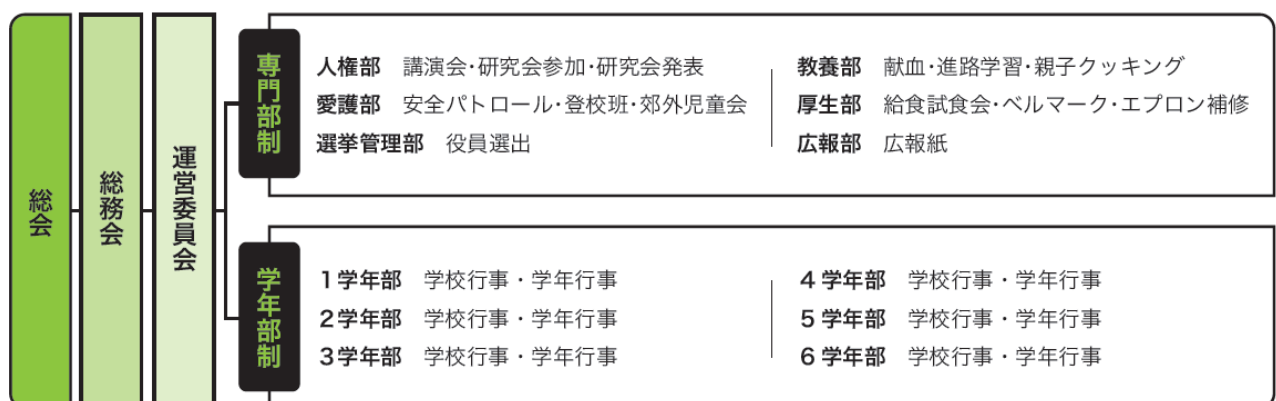 総会
総務会
運営委員会
専門部制
人権部 講演会・研究会参加・研究会発表
愛護部 安全パトロール・登校班・郊外児童会
選挙管理部 役員選出
教養部 献血・進路学習・親子クッキング
厚生部 給食試食会・ベルマーク・エプロン補修
広報部 広報紙
学年部制
1学年部 学校行事・学年行事
2学年部 学校行事・学年行事
3学年部 学校行事・学年行事
4学年部 学校行事・学年行事
5学年部 学校行事・学年行事
6学年部 学校行事・学年行事